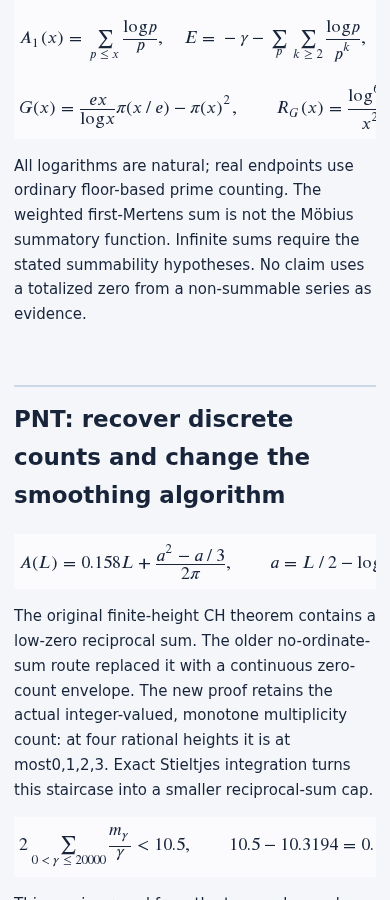 A₁(x) = ∑_{p ≤ x} log p / p, E = − γ − ∑_p ∑_{k ≥ 2} log p / p^k,
G(x) = ex / log x π(x / e) − π(x)², R_G(x) = log⁶ / x²
All logarithms are natural; real endpoints use
ordinary floor-based prime counting. The
weighted first-Mertens sum is not the Möbius
summatory function. Infinite sums require the
stated summability hypotheses. No claim uses
a totalized zero from a non-summable series as
evidence.
PNT: recover discrete
counts and change the
smoothing algorithm
A(L) = 0.158L + (a² − a / 3) / 2π, a = L / 2 − log
The original finite-height CH theorem contains a
low-zero reciprocal sum. The older no-ordinate-
sum route replaced it with a continuous zero-
count envelope. The new proof retains the
actual integer-valued, monotone multiplicity
count: at four rational heights it is at
most0,1,2,3. Exact Stieltjes integration turns
this staircase into a smaller reciprocal-sum cap.
2 ∑_{0 < γ ≤ 20000} m_γ / γ < 10.5, 10.5 − 10.3194 = 0.